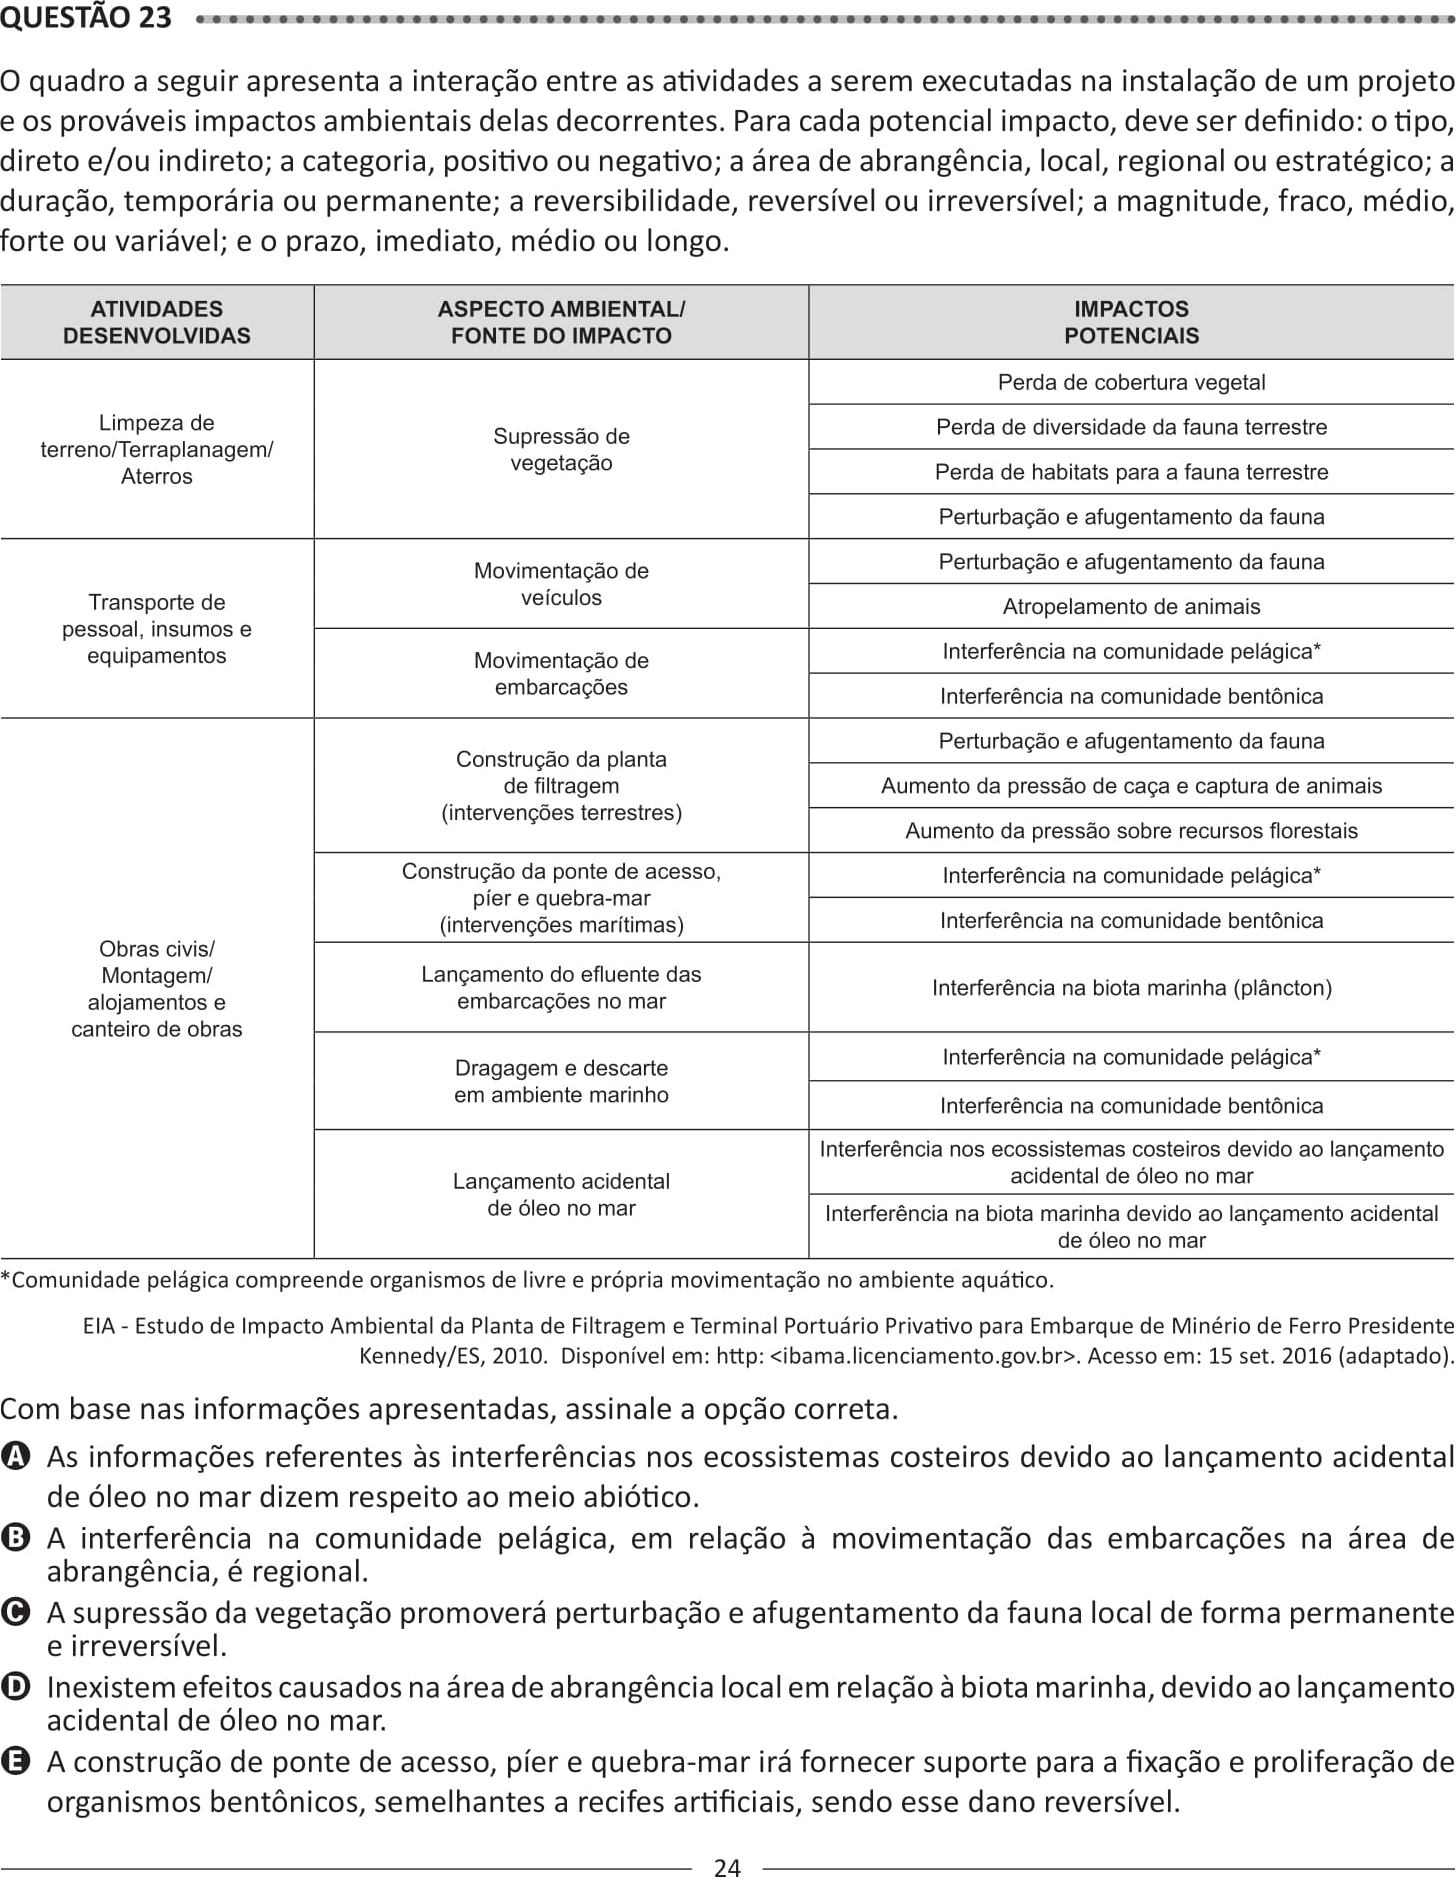 QUESTÃO 23
O quadro a seguir apresenta a interação entre as atividades a serem executadas na instalação de um projeto
e os prováveis impactos ambientais delas decorrentes. Para cada potencial impacto, deve ser definido: o tipo,
direto e/ou indireto; a categoria, positivo ou negativo; a área de abrangência, local, regional ou estratégico; a
duração, temporária ou permanente; a reversibilidade, reversível ou irreversível; a magnitude, fraco, médio,
forte ou variável; e o prazo, imediato, médio ou longo.
ATIVIDADES
DESENVOLVIDAS
ASPECTO AMBIENTAL/
FONTE DO IMPACTO
IMPACTOS
POTENCIAIS
Limpeza de
terreno/Terraplanagem/
Aterros
Supressão de
vegetação
Perda de cobertura vegetal
Perda de diversidade da fauna terrestre
Perda de habitats para a fauna terrestre
Perturbação e afugentamento da fauna
Transporte de
pessoal, insumos e
equipamentos
Movimentação de
veículos
Perturbação e afugentamento da fauna
Atropelamento de animais
Movimentação de
embarcações
Interferência na comunidade pelágica*
Interferência na comunidade bentônica
Obras civis/
Montagem/
alojamentos e
canteiro de obras
Construção da planta
de filtragem
(intervenções terrestres)
Perturbação e afugentamento da fauna
Aumento da pressão de caça e captura de animais
Aumento da pressão sobre recursos florestais
Construção da ponte de acesso,
píer e quebra-mar
(intervenções marítimas)
Interferência na comunidade pelágica*
Interferência na comunidade bentônica
Lançamento do efluente das
embarcações no mar
Interferência na biota marinha (plâncton)
Dragagem e descarte
em ambiente marinho
Interferência na comunidade pelágica*
Interferência na comunidade bentônica
Lançamento acidental
de óleo no mar
Interferência nos ecossistemas costeiros devido ao lançamento
acidental de óleo no mar
Interferência na biota marinha devido ao lançamento acidental
de óleo no mar
*Comunidade pelágica compreende organismos de livre e própria movimentação no ambiente aquático.
EIA - Estudo de Impacto Ambiental da Planta de Filtragem e Terminal Portuário Privativo para Embarque de Minério de Ferro Presidente
Kennedy/ES, 2010. Disponível em: http: <ibama.licenciamento.gov.br>. Acesso em: 15 set. 2016 (adaptado).
Com base nas informações apresentadas, assinale a opção correta.
A As informações referentes às interferências nos ecossistemas costeiros devido ao lançamento acidental
de óleo no mar dizem respeito ao meio abiótico.
B A interferência na comunidade pelágica, em relação à movimentação das embarcações na área de
abrangência, é regional.
C A supressão da vegetação promoverá perturbação e afugentamento da fauna local de forma permanente
e irreversível.
D Inexistem efeitos causados na área de abrangência local em relação à biota marinha, devido ao lançamento
acidental de óleo no mar.
E A construção de ponte de acesso, píer e quebra-mar irá fornecer suporte para a fixação e proliferação de
organismos bentônicos, semelhantes a recifes artificiais, sendo esse dano reversível.
24